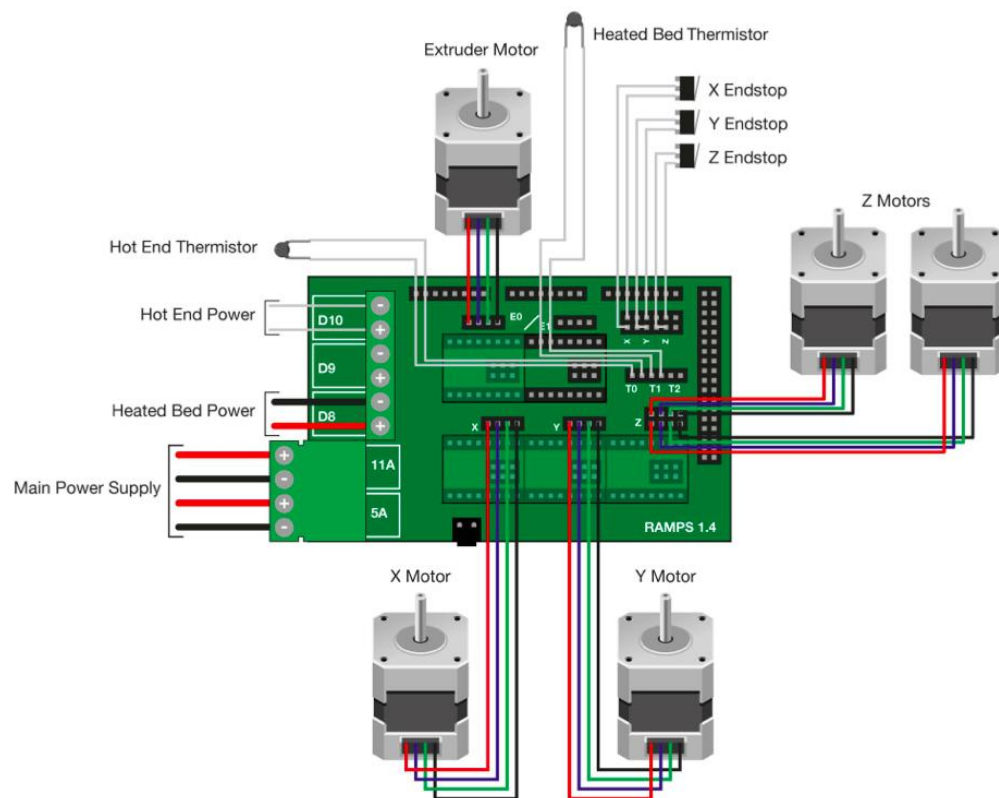 Heated Bed Thermistor
Extruder Motor
X Endstop
Y Endstop
Z Endstop
Z Motors
Hot End Thermistor
Hot End Power
D10
E0
E1
X
Y
Z
D9
T0
T1
T2
Heated Bed Power
D8
X
Y
Z
Main Power Supply
11A
5A
RAMPS 1.4
X Motor
Y Motor